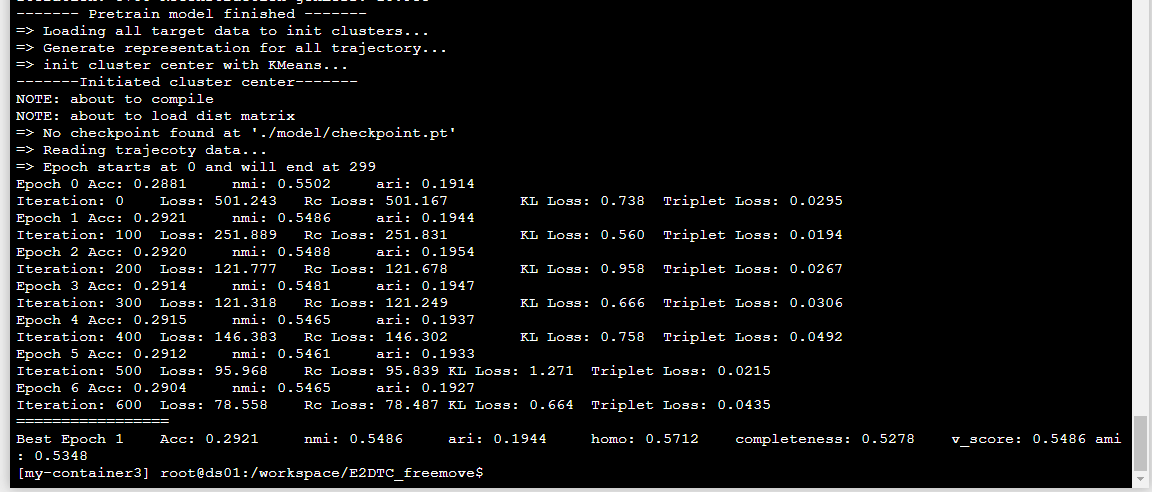 ------- Pretrain model finished -------
=> Loading all target data to init clusters...
=> Generate representation for all trajectory...
=> init cluster center with KMeans...
-------Initiated cluster center-------
NOTE: about to compile
NOTE: about to load dist matrix
=> No checkpoint found at './model/checkpoint.pt'
=> Reading trajecoty data...
=> Epoch starts at 0 and will end at 299
Epoch 0 Acc: 0.2881 nmi: 0.5502 ari: 0.1914
Iteration: 0 Loss: 501.243 Rc Loss: 501.167 KL Loss: 0.738 Triplet Loss: 0.0295
Epoch 1 Acc: 0.2921 nmi: 0.5486 ari: 0.1944
Iteration: 100 Loss: 251.889 Rc Loss: 251.831 KL Loss: 0.560 Triplet Loss: 0.0194
Epoch 2 Acc: 0.2920 nmi: 0.5488 ari: 0.1954
Iteration: 200 Loss: 121.777 Rc Loss: 121.678 KL Loss: 0.958 Triplet Loss: 0.0267
Epoch 3 Acc: 0.2914 nmi: 0.5481 ari: 0.1947
Iteration: 300 Loss: 121.318 Rc Loss: 121.249 KL Loss: 0.666 Triplet Loss: 0.0306
Epoch 4 Acc: 0.2915 nmi: 0.5465 ari: 0.1937
Iteration: 400 Loss: 146.383 Rc Loss: 146.302 KL Loss: 0.758 Triplet Loss: 0.0492
Epoch 5 Acc: 0.2912 nmi: 0.5461 ari: 0.1933
Iteration: 500 Loss: 95.968 Rc Loss: 95.839 KL Loss: 1.271 Triplet Loss: 0.0215
Epoch 6 Acc: 0.2904 nmi: 0.5465 ari: 0.1927
Iteration: 600 Loss: 78.558 Rc Loss: 78.487 KL Loss: 0.664 Triplet Loss: 0.0435
=================
Best Epoch 1 Acc: 0.2921 nmi: 0.5486 ari: 0.1944 homo: 0.5712 completeness: 0.5278 v_score: 0.5486 ami
: 0.5348
[my-container3] root@ds01:/workspace/E2DTC_freemove$